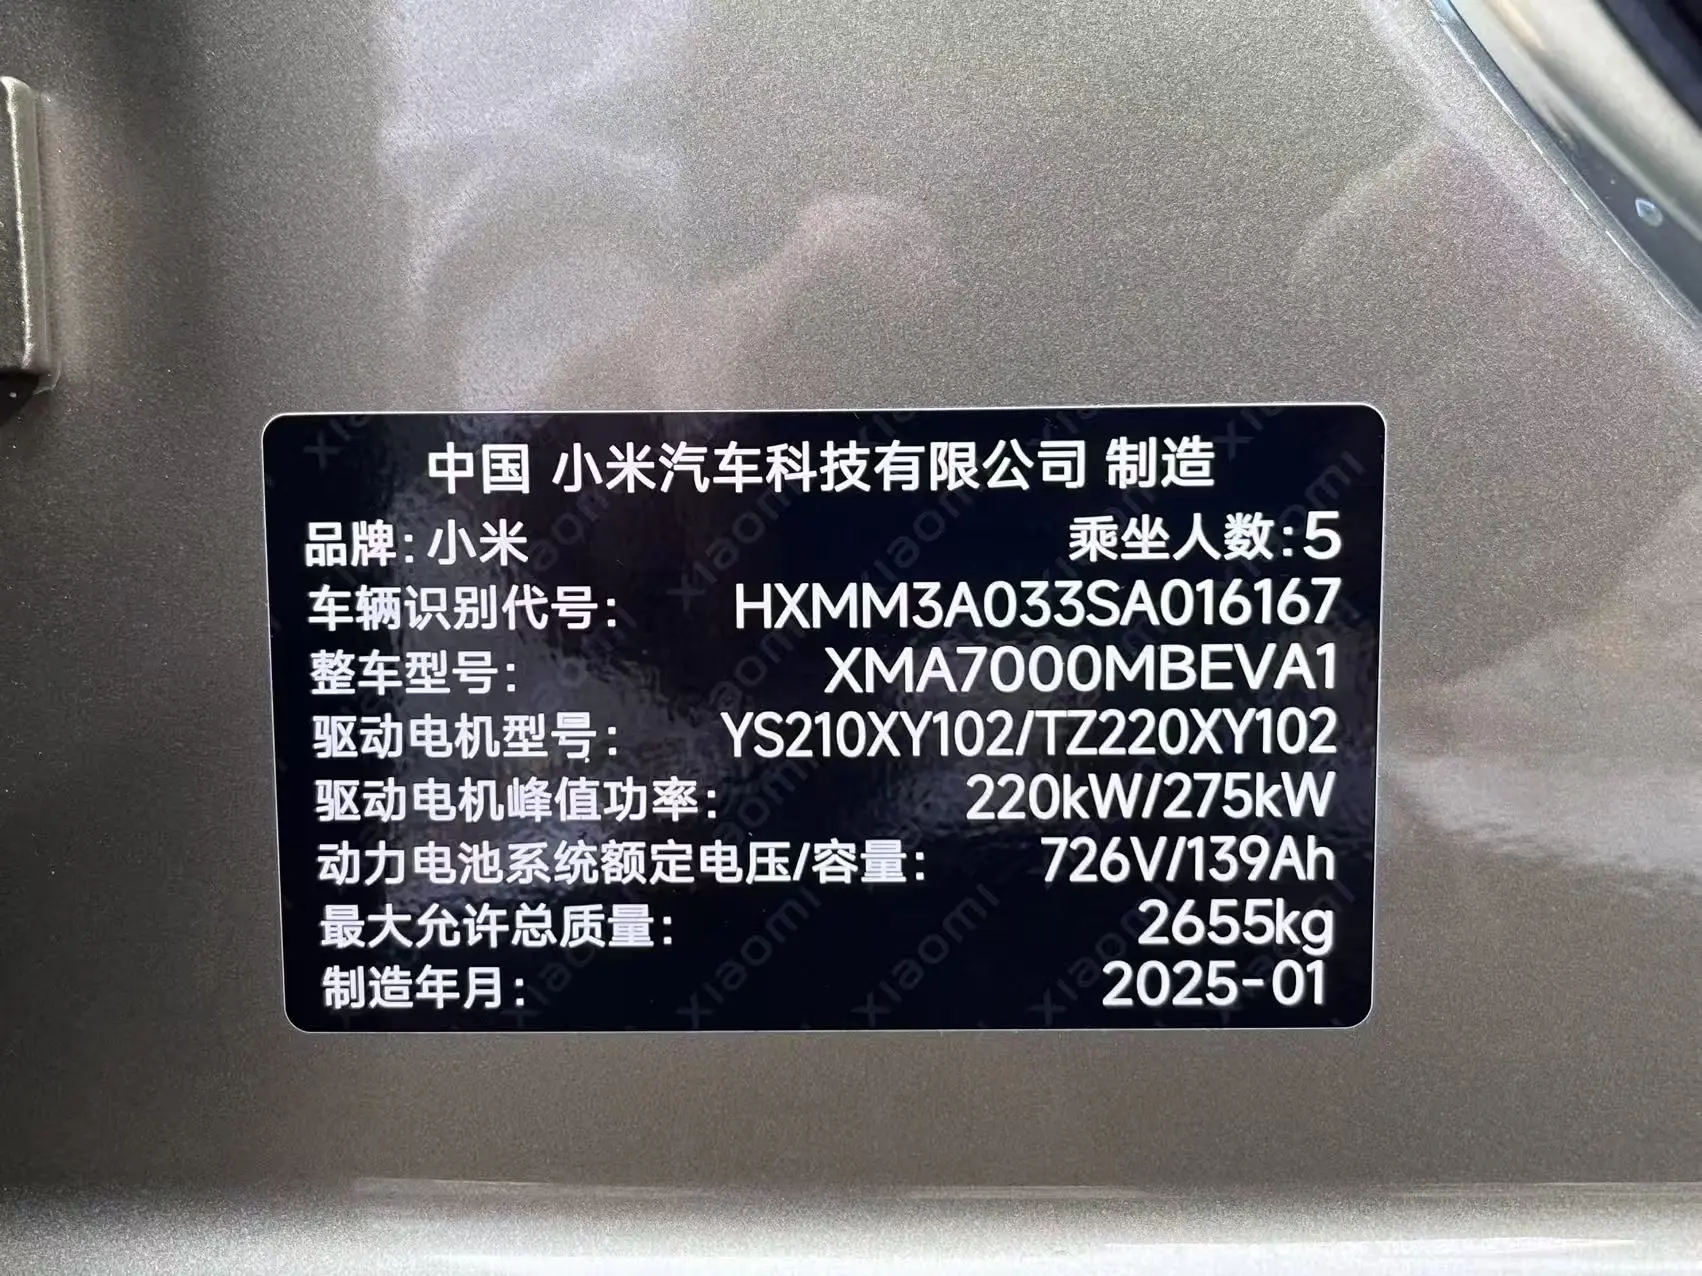 中国 小米汽车科技有限公司 制造
品牌: 小米 乘坐人数: 5
车辆识别代号: HXMM3A033SA016167
整车型号: XMA7000MBEVA1
驱动电机型号: YS210XY102/TZ220XY102
驱动电机峰值功率: 220kW/275kW
动力电池系统额定电压/容量: 726V/139Ah
最大允许总质量: 2655kg
制造年月: 2025-01